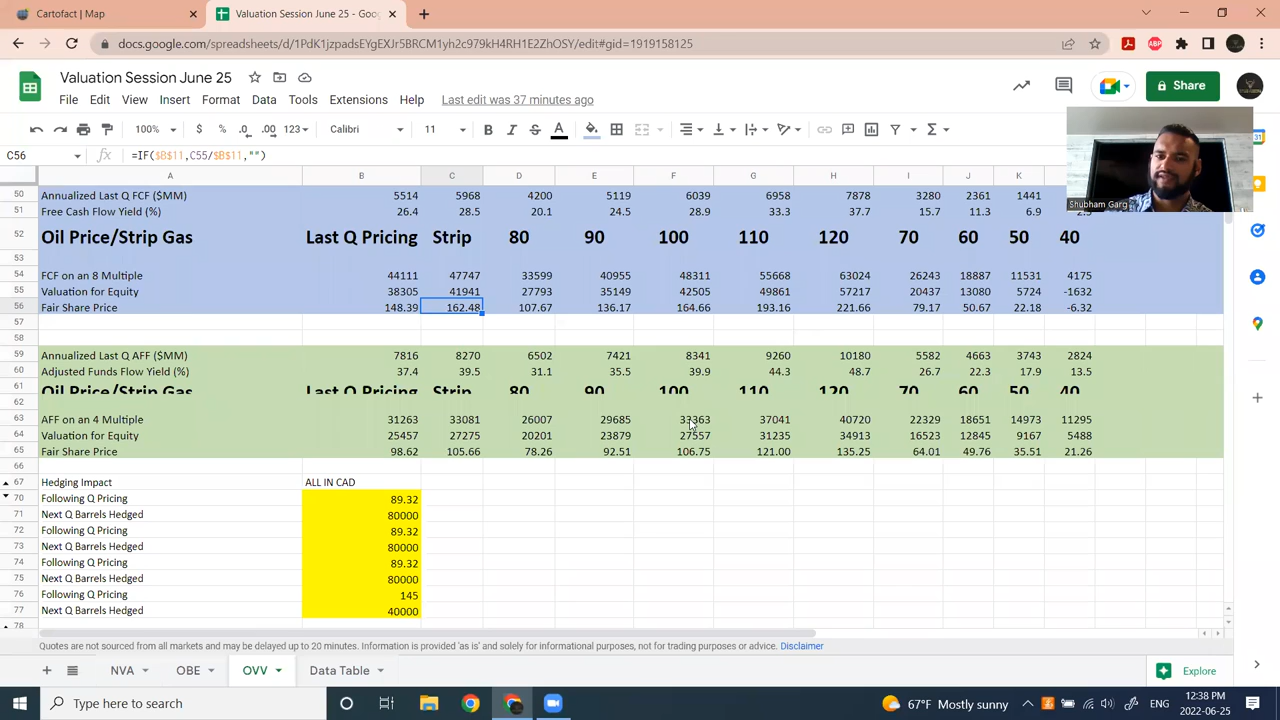 Cartofact | Map
Valuation Session June 25 - Goo
docs.google.com/spreadsheets/d/
edit#gid=1919158125
Valuation Session June 25
File Edit View Insert Format Data Tools Extensions Help Last edit was 37 minutes ago
Share
100% $ % .0 .00 123 Calibri 11 B I S A
C56 fx =IF($B$11,C55/$B$11,"")
A B C D E F G H I J K
50 Annualized Last Q FCF ($MM) 5514 5968 4200 5119 6039 6958 7878 3280 2361 1441
51 Free Cash Flow Yield (%) 26.4 28.5 20.1 24.5 28.9 33.3 37.7 15.7 11.3 6.9
52 Oil Price/Strip Gas Last Q Pricing Strip 80 90 100 110 120 70 60 50 40
53
54 FCF on an 8 Multiple 44111 47747 33599 40955 48311 55668 63024 26243 18887 11531 4175
55 Valuation for Equity 38305 41941 27793 35149 42505 49861 57217 20437 13080 5724 -1632
56 Fair Share Price 148.39 162.48 107.67 136.17 164.66 193.16 221.66 79.17 50.67 22.18 -6.32
57
58
59 Annualized Last Q AFF ($MM) 7816 8270 6502 7421 8341 9260 10180 5582 4663 3743 2824
60 Adjusted Funds Flow Yield (%) 37.4 39.5 31.1 35.5 39.9 44.3 48.7 26.7 22.3 17.9 13.5
61 Oil Price/Strip Gas Last Q Pricing Strip 80 90 100 110 120 70 60 50 40
62
63 AFF on an 4 Multiple 31263 33081 26007 29685 33363 37041 40720 22329 18651 14973 11295
64 Valuation for Equity 25457 27275 20201 23879 27557 31235 34913 16523 12845 9167 5488
65 Fair Share Price 98.62 105.66 78.26 92.51 106.75 121.00 135.25 64.01 49.76 35.51 21.26
66
67 Hedging Impact ALL IN CAD
70 Following Q Pricing 89.32
71 Next Q Barrels Hedged 80000
72 Following Q Pricing 89.32
73 Next Q Barrels Hedged 80000
74 Following Q Pricing 89.32
75 Next Q Barrels Hedged 80000
76 Following Q Pricing 145
77 Next Q Barrels Hedged 40000
78
Shubham Garg
Quotes are not sourced from all markets and may be delayed up to 20 minutes. Information is provided 'as is' and solely for informational purposes, not for trading purposes or advice. Disclaimer
NVA OBE OVV Data Table Explore
Type here to search
67°F Mostly sunny
ENG
12:38 PM
2022-06-25